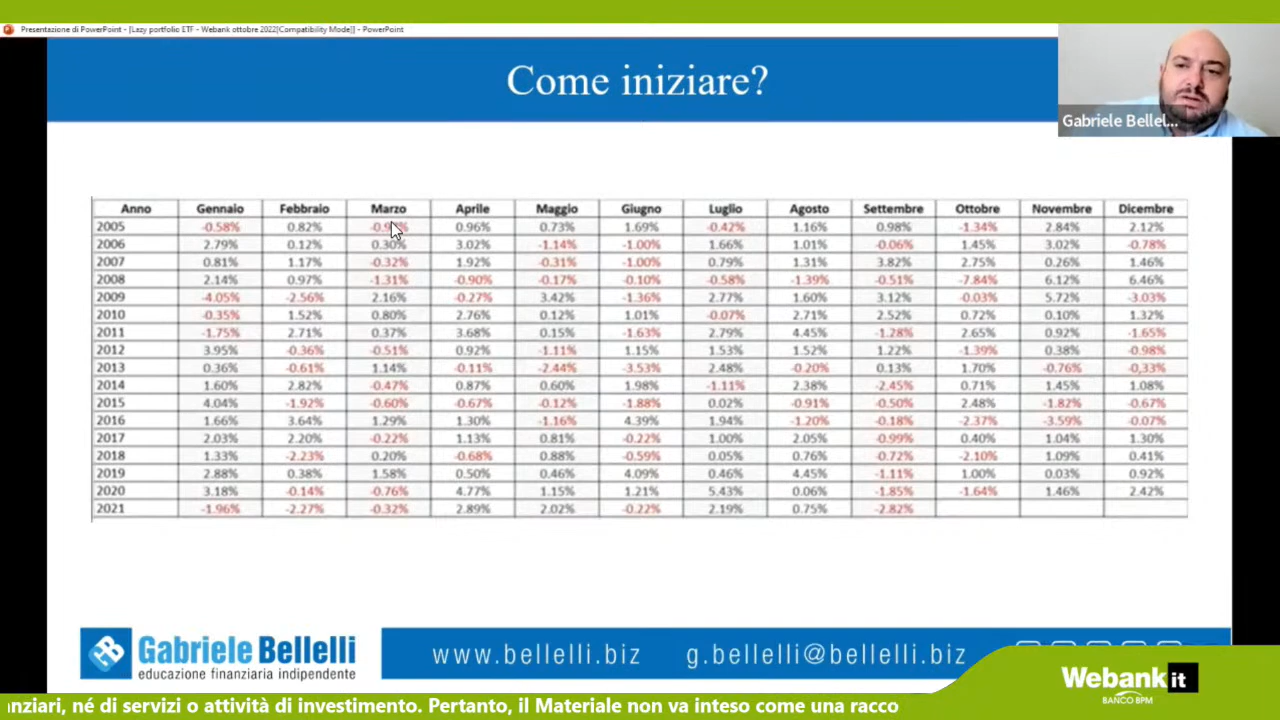 Presentazione di PowerPoint - [Lazy portfolio ETF - Webank ottobre 2022[Compatibility Mode]] - PowerPoint
Come iniziare?
Gabriele Bellel...
Anno Gennaio Febbraio Marzo Aprile Maggio Giugno Luglio Agosto Settembre Ottobre Novembre Dicembre
2005 -0.58% 0.82% 0.96% 0.73% 1.69% -0.42% 1.16% 0.98% -1.34% 2.84% 2.12%
2006 2.79% 0.12% 0.30% 3.02% -1.14% -1.00% 1.66% 1.01% -0.06% 1.45% 3.02% -0.78%
2007 0.81% 1.17% -0.32% 1.92% -0.31% -1.00% 0.79% 1.31% 3.82% 2.75% 0.26% 1.46%
2008 2.14% 0.97% -1.31% -0.90% -0.17% -0.10% -0.58% -1.39% -0.51% -7.84% 6.12% 6.46%
2009 -4.05% -2.56% 2.16% -0.27% 3.42% -1.36% 2.77% 1.60% 3.12% -0.03% 5.72% -3.03%
2010 -0.35% 1.52% 0.80% 2.76% 0.12% 1.01% -0.07% 2.71% 2.52% 0.72% 0.10% 1.32%
2011 -1.75% 2.71% 0.37% 3.68% 0.15% -1.63% 2.79% 4.45% -1.28% 2.65% 0.92% -1.65%
2012 3.95% -0.36% -0.51% 0.92% -1.11% 1.15% 1.53% 1.52% 1.22% -1.39% 0.38% -0.98%
2013 0.36% -0.61% 1.14% -0.11% -2.44% -3.53% 2.48% -0.20% 0.13% 1.70% -0.76% -0,33%
2014 1.60% 2.82% -0.47% 0.87% 0.60% 1.98% -1.11% 2.38% -2.45% 0.71% 1.45% 1.08%
2015 4.04% -1.92% -0.60% -0.67% -0.12% -1.88% 0.02% -0.91% -0.50% 2.48% -1.82% -0.67%
2016 1.66% 3.64% 1.29% 1.30% -1.16% 4.39% 1.94% -1.20% -0.18% -2.37% -3.59% -0.07%
2017 2.03% 2.20% -0.22% 1.13% 0.81% -0.22% 1.00% 2.05% -0.99% 0.40% 1.04% 1.30%
2018 1.33% -2.23% 0.20% -0.68% 0.88% -0.59% 0.05% 0.76% -0.72% -2.10% 1.09% 0.41%
2019 2.88% 0.38% 1.58% 0.50% 0.46% 4.09% 0.46% 4.45% -1.11% 1.00% 0.03% 0.92%
2020 3.18% -0.14% -0.76% 4.77% 1.15% 1.21% 5.43% 0.06% -1.85% -1.64% 1.46% 2.42%
2021 -1.96% -2.27% -0.32% 2.89% 2.02% -0.22% 2.19% 0.75% -2.82%
Gabriele Bellelli
educazione finanziaria indipendente
www.bellelli.biz g.bellelli@bellelli.biz
Webank it
BANCO BPM
nziari, né di servizi o attività di investimento. Pertanto, il Materiale non va inteso come una racco